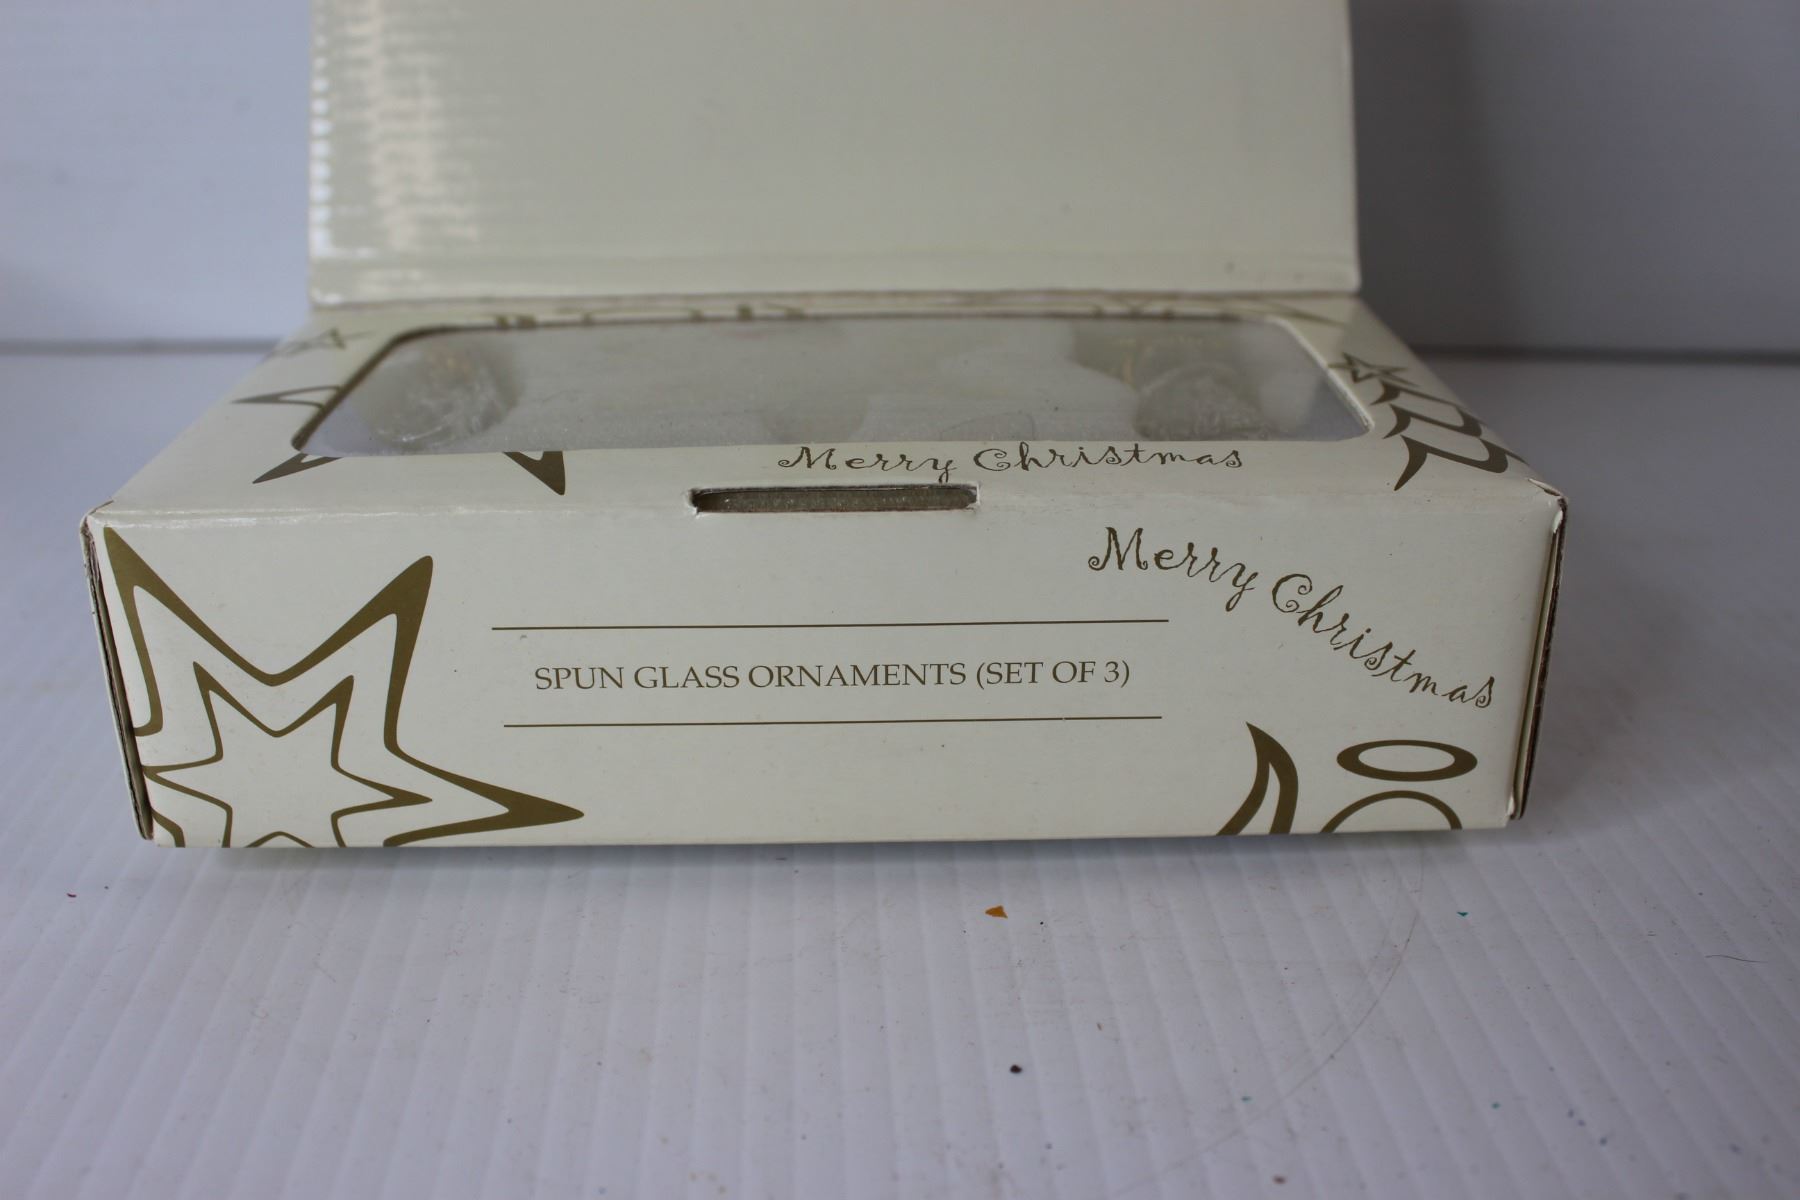 Merry Christmas
Merry Christmas
SPUN GLASS ORNAMENTS (SET OF 3)